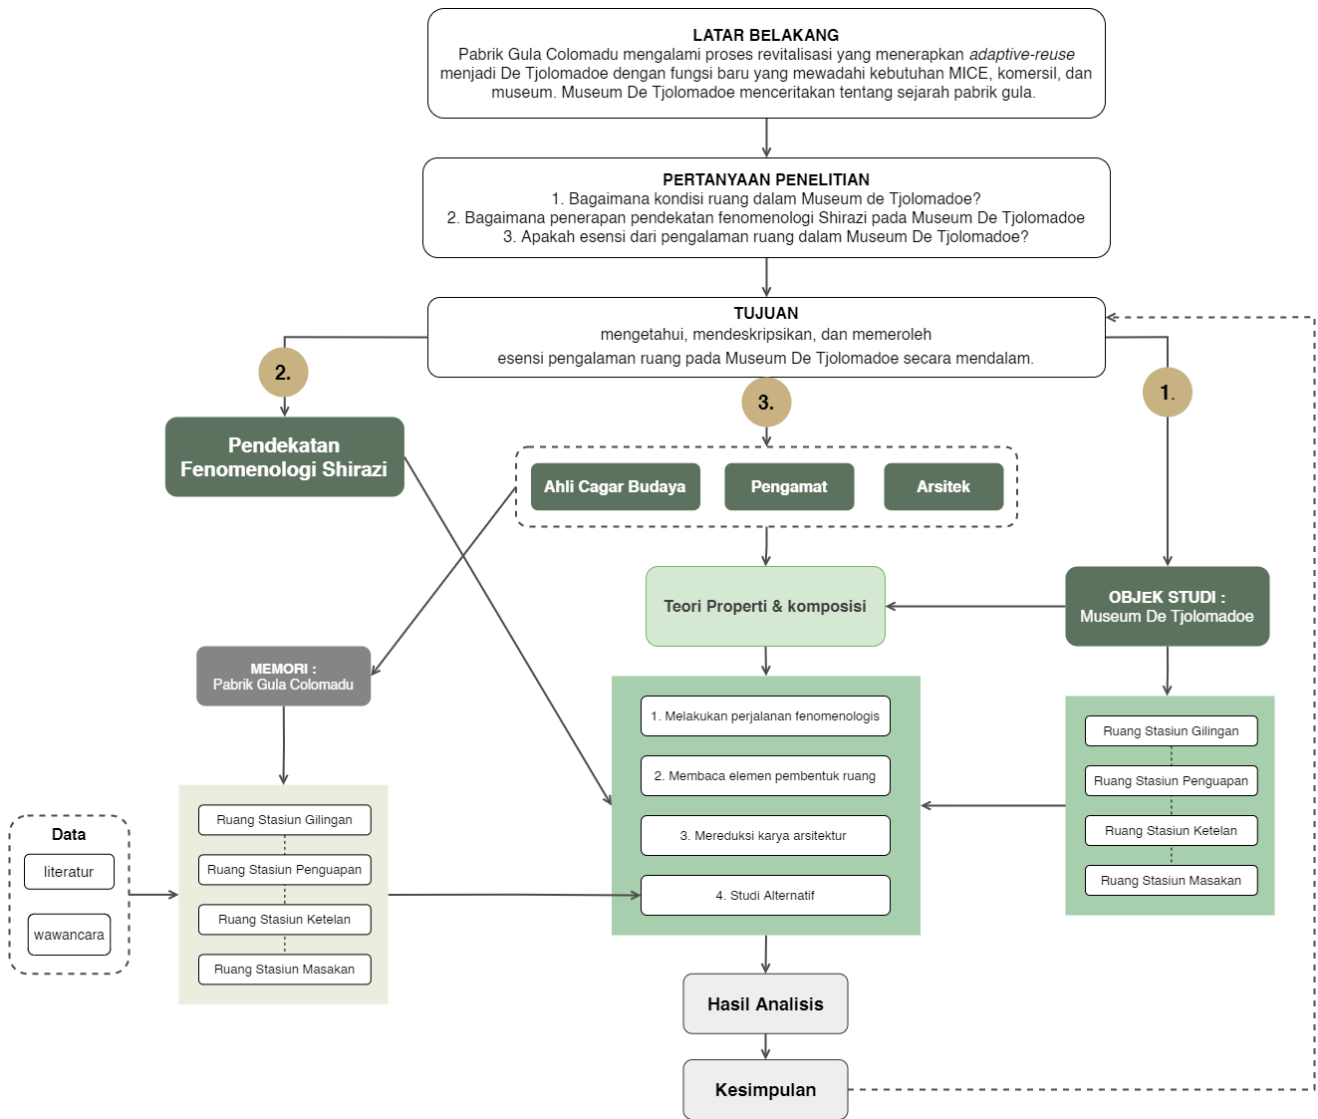 LATAR BELAKANG
Pabrik Gula Colomadu mengalami proses revitalisasi yang menerapkan adaptive-reuse
menjadi De Tjolomadoe dengan fungsi baru yang mewadahi kebutuhan MICE, komersil, dan
museum. Museum De Tjolomadoe menceritakan tentang sejarah pabrik gula.
PERTANYAAN PENELITIAN
1. Bagaimana kondisi ruang dalam Museum de Tjolomadoe?
2. Bagaimana penerapan pendekatan fenomenologi Shirazi pada Museum De Tjolomadoe
3. Apakah esensi dari pengalaman ruang dalam Museum De Tjolomadoe?
TUJUAN
mengetahui, mendeskripsikan, dan memeroleh
esensi pengalaman ruang pada Museum De Tjolomadoe secara mendalam.
2.
3.
1.
Pendekatan
Fenomenologi Shirazi
Ahli Cagar Budaya
Pengamat
Arsitek
Teori Properti & komposisi
OBJEK STUDI :
Museum De Tjolomadoe
MEMORI :
Pabrik Gula Colomadu
1. Melakukan perjalanan fenomenologis
2. Membaca elemen pembentuk ruang
3. Mereduksi karya arsitektur
4. Studi Alternatif
Ruang Stasiun Gilingan
Ruang Stasiun Penguapan
Ruang Stasiun Ketelan
Ruang Stasiun Masakan
Data
literatur
wawancara
Ruang Stasiun Gilingan
Ruang Stasiun Penguapan
Ruang Stasiun Ketelan
Ruang Stasiun Masakan
Hasil Analisis
Kesimpulan